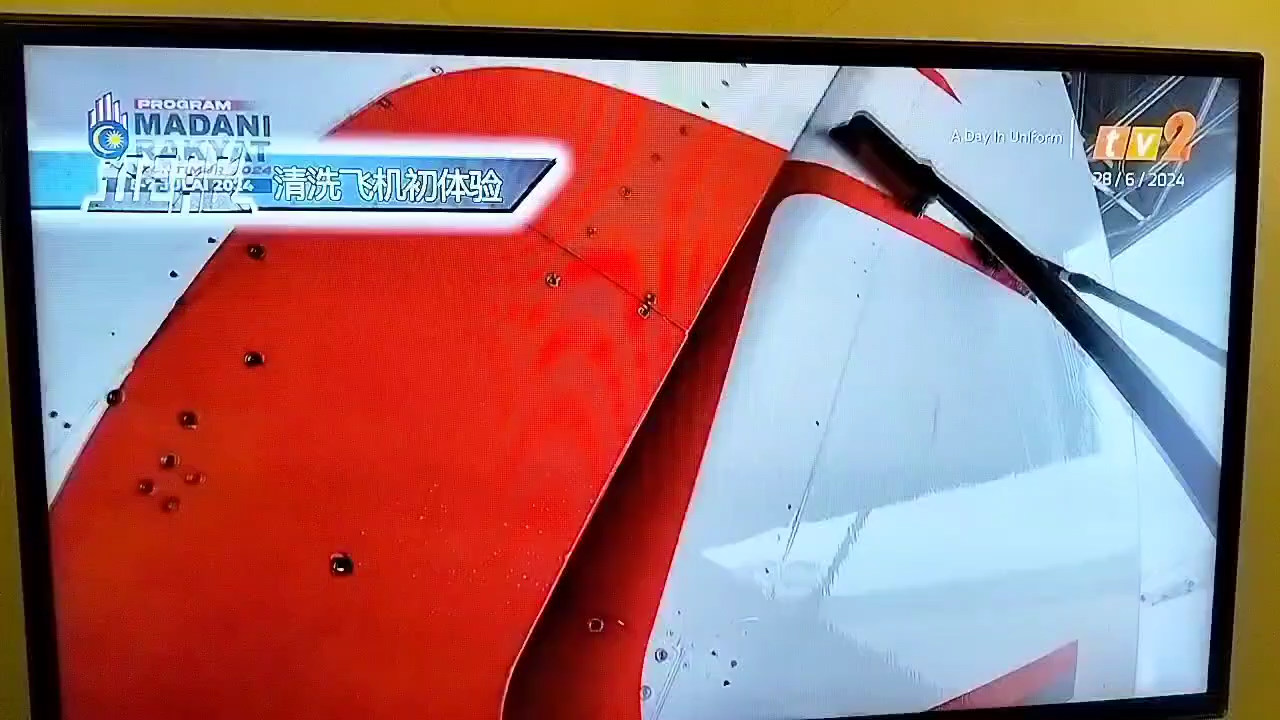 PROGRAM
MADANI
RAKYAT
清洗飞机初体验
A Day In Uniform
tv2
28 / 6 / 2024